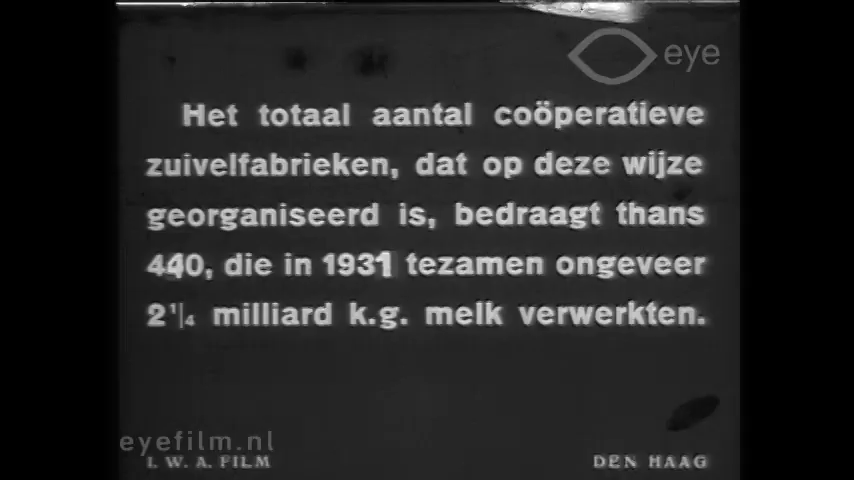 eye
Het totaal aantal coöperatieve
zuivelfabrieken, dat op deze wijze
georganiseerd is, bedraagt thans
440, die in 1931 tezamen ongeveer
2¼ milliard k.g. melk verwerkten.
eyefilm.nl
I. W. A. FILM
DEN HAAG